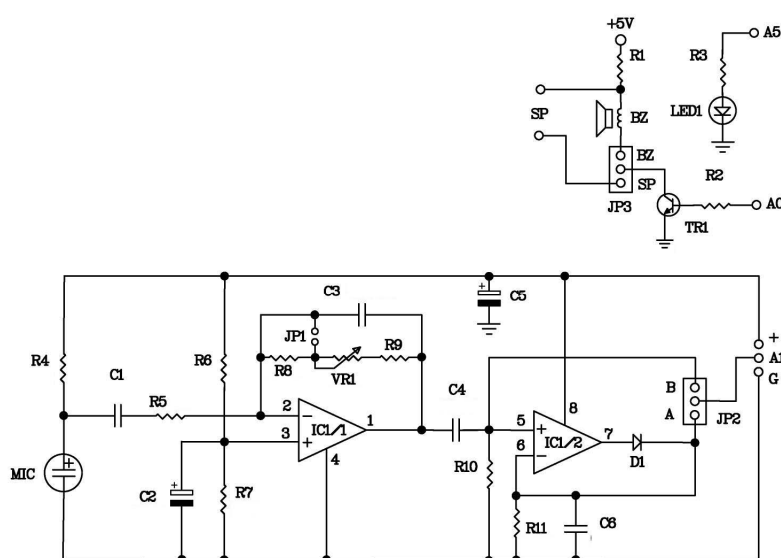 +5V
R1
R3
A5
SP
BZ
LED1
BZ
SP
JP3
R2
TR1
C3
C5
R4
R6
JP1
R8
VR1
R9
C1
R5
C4
+
A1
G
B
A
JP2
2
−
3
+
IC1/1
1
4
5
+
6
−
IC1/2
8
7
D1
MIC
+
C2
+
R7
R10
R11
C6
+